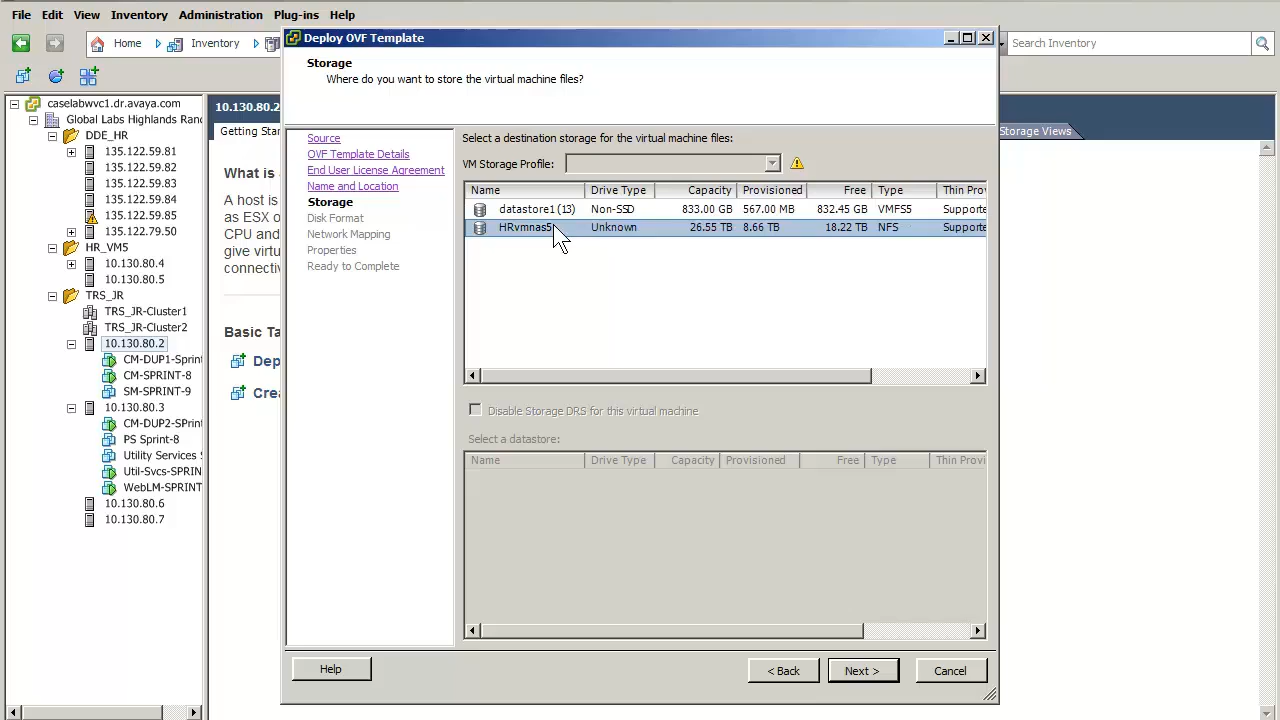 File Edit View Inventory Administration Plug-ins Help
Home Inventory
Search Inventory
caselabwvc1.dr.avaya.com
Global Labs Highlands Ran
DDE_HR
135.122.59.81
135.122.59.82
135.122.59.83
135.122.59.84
135.122.59.85
135.122.79.50
HR_VM5
10.130.80.4
10.130.80.5
TRS_JR
TRS_JR-Cluster1
TRS_JR-Cluster2
10.130.80.2
CM-DUP1-Sprint
CM-SPRINT-8
SM-SPRINT-9
10.130.80.3
CM-DUP2-SPrin
PS Sprint-8
Utility Services
Util-Svcs-SPRIN
WebLM-SPRINT
10.130.80.6
10.130.80.7
10.130.80.2
Getting Star
Storage Views
What is
A host is
as ESX o
CPU and
give virtu
connectiv
Basic Ta
Dep
Crea
Deploy OVF Template
Storage
Where do you want to store the virtual machine files?
Source
OVF Template Details
End User License Agreement
Name and Location
Storage
Disk Format
Network Mapping
Properties
Ready to Complete
Select a destination storage for the virtual machine files:
VM Storage Profile:
Name Drive Type Capacity Provisioned Free Type Thin Pro
datastore1 (13) Non-SSD 833.00 GB 567.00 MB 832.45 GB VMFS5 Supporte
HRvmnas5 Unknown 26.55 TB 8.66 TB 18.22 TB NFS Supporte
Disable Storage DRS for this virtual machine
Select a datastore:
Name Drive Type Capacity Provisioned Free Type Thin Pro
Help < Back Next > Cancel